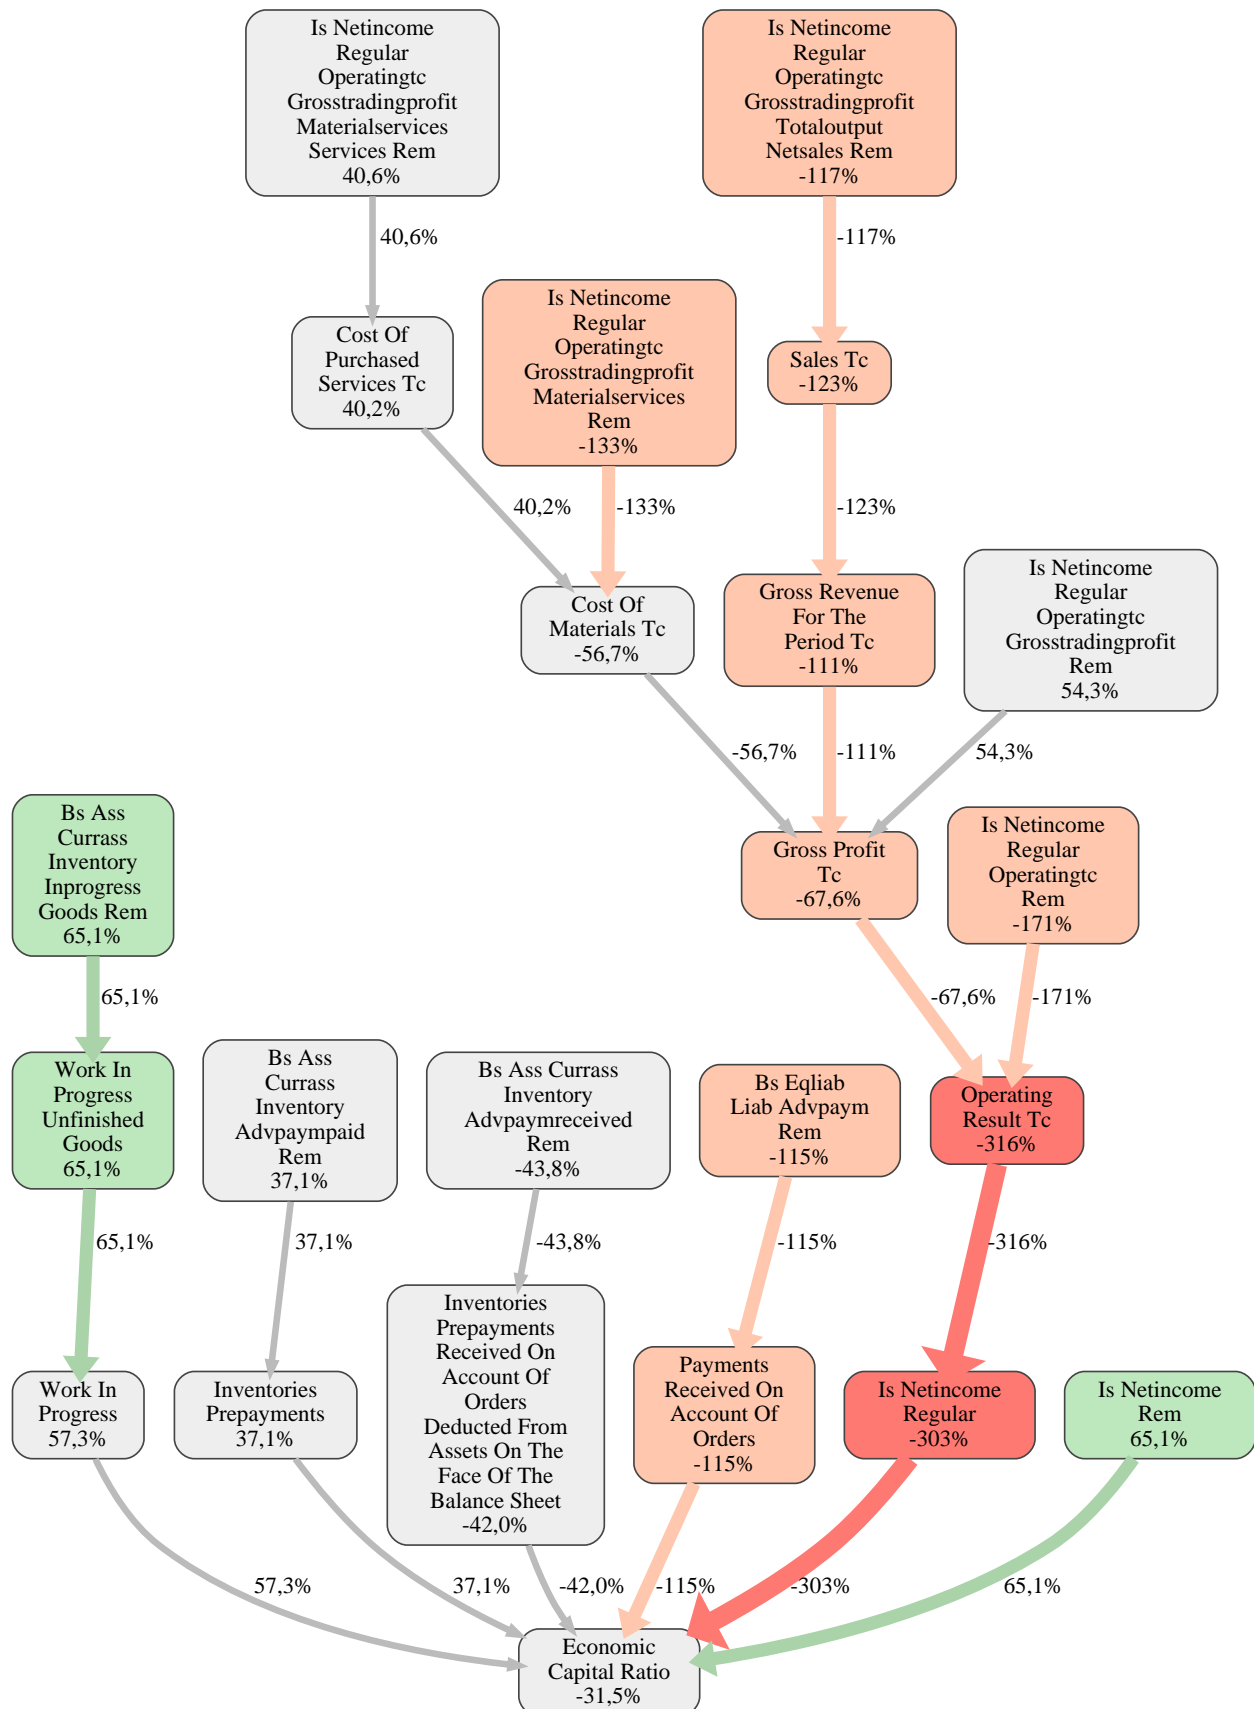 Is Netincome
Regular
Operatingtc
Grosstradingprofit
Materialservices
Services Rem
40,6%
Is Netincome
Regular
Operatingtc
Grosstradingprofit
Totaloutput
Netsales Rem
-117%
40,6%
-117%
Is Netincome
Regular
Operatingtc
Grosstradingprofit
Materialservices
Rem
-133%
Cost Of
Purchased
Services Tc
40,2%
Sales Tc
-123%
40,2%
-133%
-123%
Is Netincome
Regular
Operatingtc
Grosstradingprofit
Rem
54,3%
Cost Of
Materials Tc
-56,7%
Gross Revenue
For The
Period Tc
-111%
-56,7%
-111%
54,3%
Bs Ass
Currass
Inventory
Inprogress
Goods Rem
65,1%
Gross Profit
Tc
-67,6%
Is Netincome
Regular
Operatingtc
Rem
-171%
65,1%
-67,6%
-171%
Work In
Progress
Unfinished
Goods
65,1%
Bs Ass
Currass
Inventory
Advpaympaid
Rem
37,1%
Bs Ass Currass
Inventory
Advpaymreceived
Rem
-43,8%
Bs Eqliab
Liab Advpaym
Rem
-115%
Operating
Result Tc
-316%
65,1%
37,1%
-43,8%
-115%
-316%
Work In
Progress
57,3%
Inventories
Prepayments
37,1%
Inventories
Prepayments
Received On
Account Of
Orders
Deducted From
Assets On The
Face Of The
Balance Sheet
-42,0%
Payments
Received On
Account Of
Orders
-115%
Is Netincome
Regular
-303%
Is Netincome
Rem
65,1%
57,3%
37,1%
-42,0%
-115%
-303%
65,1%
Economic
Capital Ratio
-31,5%